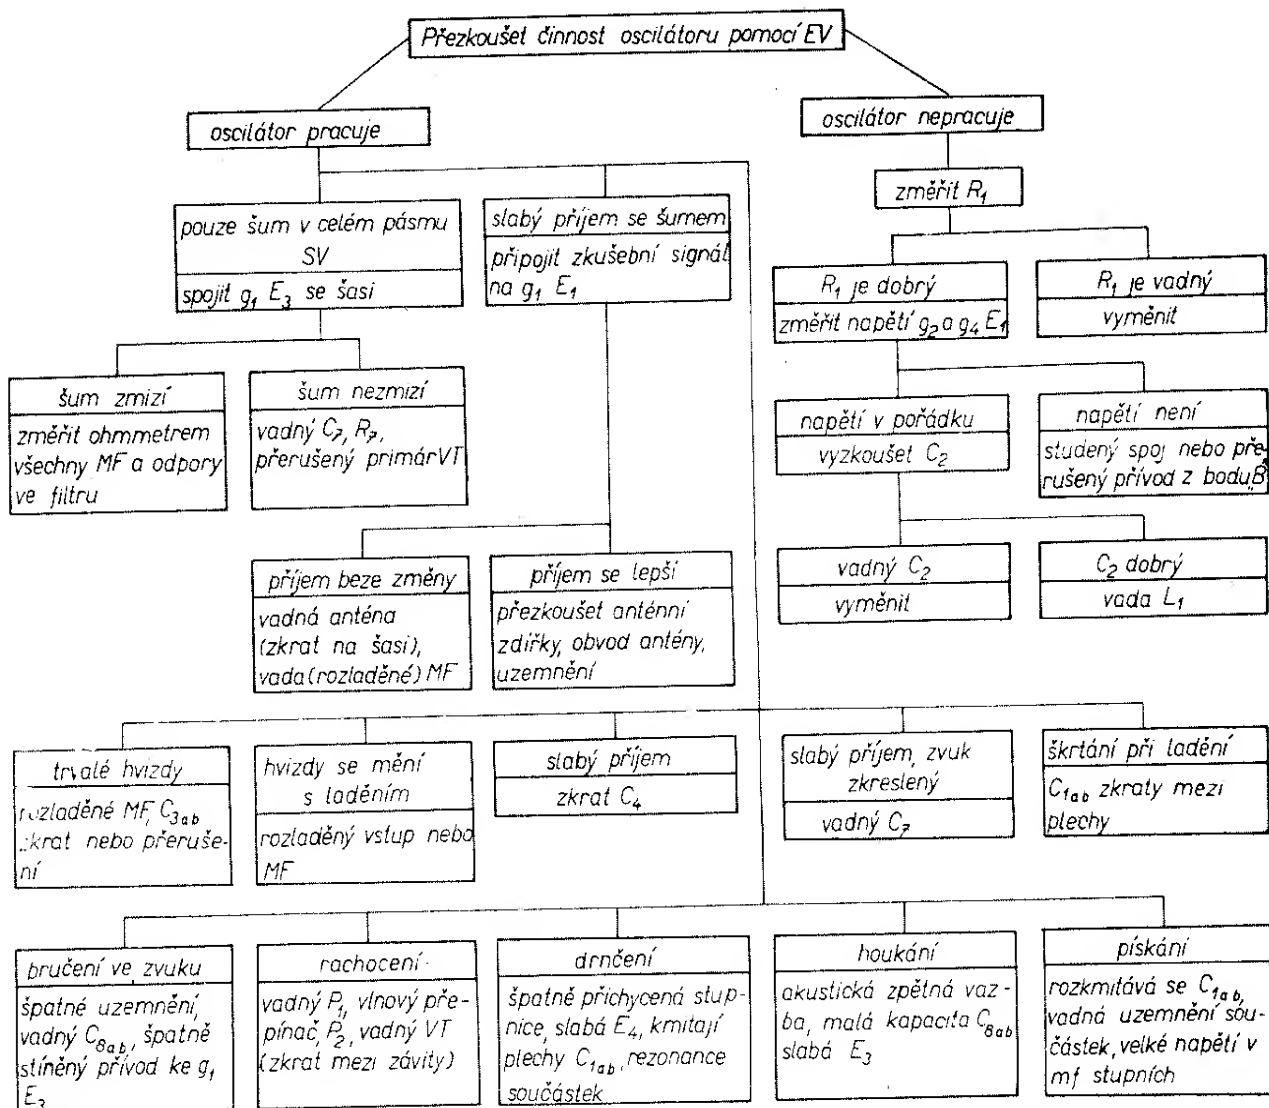 Přezkoušet činnost oscilátoru pomocí EV
oscilátor pracuje
oscilátor nepracuje
změřit R₁
pouze šum v celém pásmu
SV
spojit g₁ E₃ se šasi
slabý příjem se šumem
připojit zkušební signál
na g₁ E₁
R₁ je dobrý
změřit napětí g₂ a g₄ E₁
R₁ je vadný
vyměnit
šum zmizí
změřit ohmmetrem
všechny MF a odpory
ve filtru
šum nezmizí
vadný C₇, R₇,
přerušený primár VT
napětí v pořádku
vyzkoušet C₂
napětí není
studený spoj nebo pře-
rušený přívod z bodu „B"
příjem beze změny
vadná anténa
(zkrat na šasi),
vada (rozladěné) MF
příjem se lepší
přezkoušet anténní
zdířky, obvod antény,
uzemnění
vadný C₂
vyměnit
C₂ dobrý
vada L₁
trvalé hvizdy
rozladěné MF, C₃ab
zkrat nebo přeruše-
ní
hvizdy se mění
s laděním
rozladěný vstup nebo
MF
slabý příjem
zkrat C₄
slabý příjem, zvuk
zkreslený
vadný C₇
škrtání při ladění
C₁ab zkraty mezi
plechy
bručení ve zvuku
špatné uzemnění,
vadný C₈ab, špatně
stíněný přívod ke g₁
E₃
rachocení
vadný P₁, vlnový pře-
pínač, P₂, vadný VT
(zkrat mezi závity)
drnčení
špatně přichycená stup-
nice, slabá E₄, kmitají
plechy C₁ab, rezonance
součástek
houkání
akustická zpětná vaz-
ba, malá kapacita C₈ab
slabá E₃
pískání
rozkmitává se C₁ab,
vadná uzemnění sou-
částek, velké napětí v
mf stupních